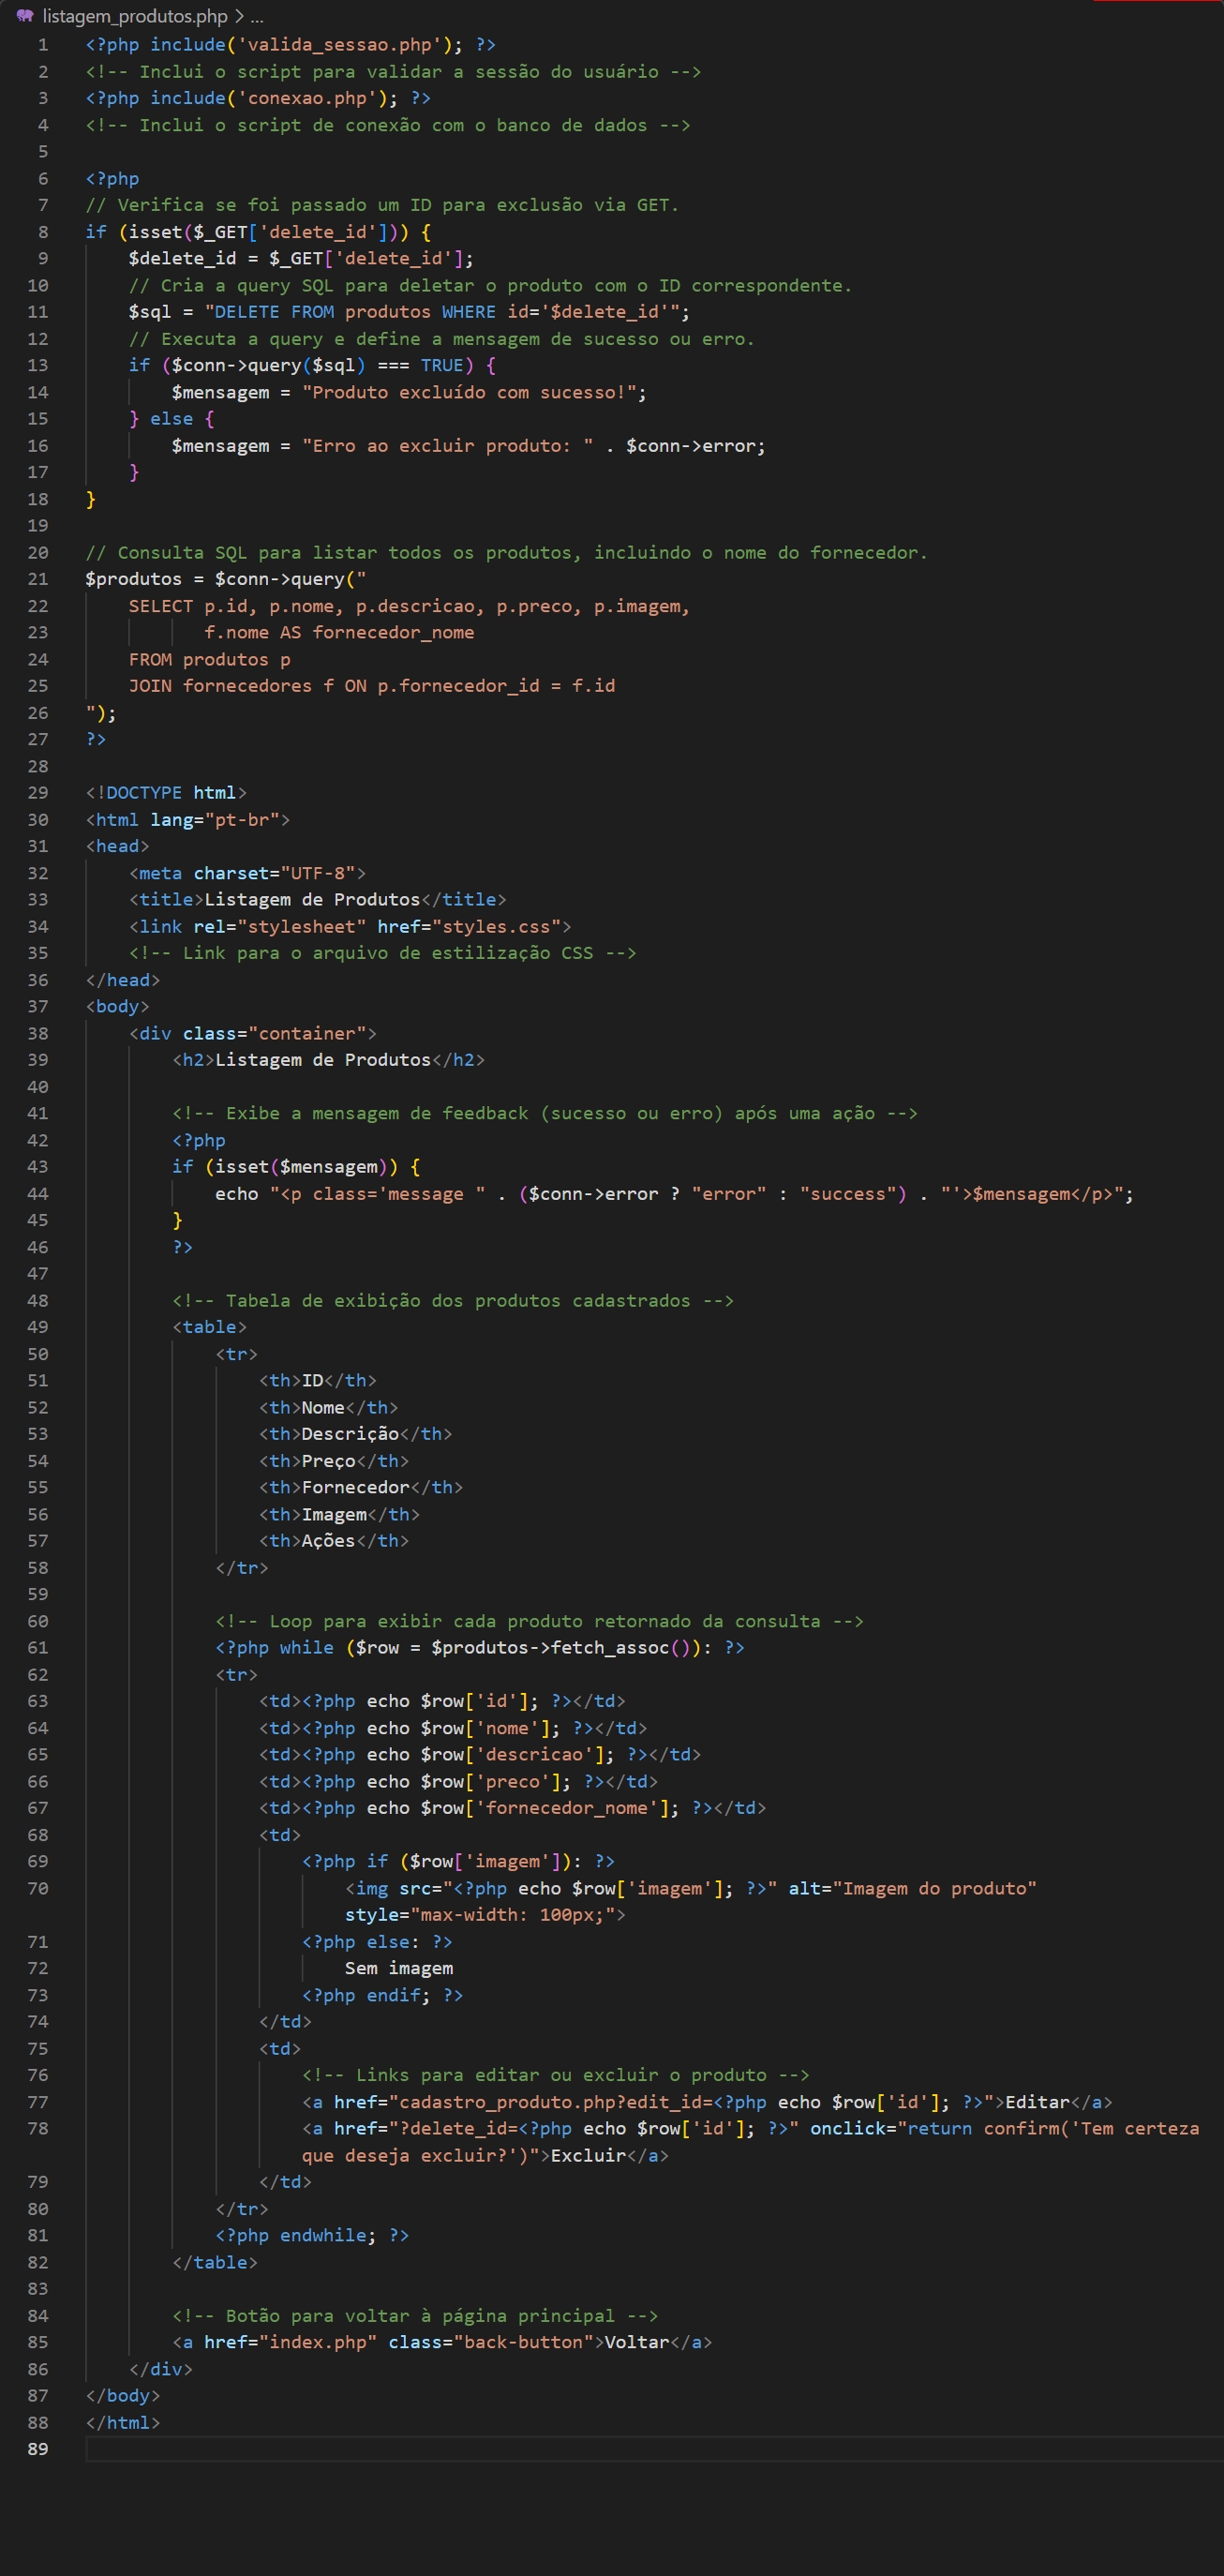 listagem_produtos.php > ...
1 <?php include('valida_sessao.php'); ?>
2 <!-- Inclui o script para validar a sessão do usuário -->
3 <?php include('conexao.php'); ?>
4 <!-- Inclui o script de conexão com o banco de dados -->
5
6 <?php
7 // Verifica se foi passado um ID para exclusão via GET.
8 if (isset($_GET['delete_id'])) {
9     $delete_id = $_GET['delete_id'];
10     // Cria a query SQL para deletar o produto com o ID correspondente.
11     $sql = "DELETE FROM produtos WHERE id='$delete_id'";
12     // Executa a query e define a mensagem de sucesso ou erro.
13     if ($conn->query($sql) === TRUE) {
14         $mensagem = "Produto excluído com sucesso!";
15     } else {
16         $mensagem = "Erro ao excluir produto: " . $conn->error;
17     }
18 }
19
20 // Consulta SQL para listar todos os produtos, incluindo o nome do fornecedor.
21 $produtos = $conn->query("
22     SELECT p.id, p.nome, p.descricao, p.preco, p.imagem,
23            f.nome AS fornecedor_nome
24     FROM produtos p
25     JOIN fornecedores f ON p.fornecedor_id = f.id
26 ");
27 ?>
28
29 <!DOCTYPE html>
30 <html lang="pt-br">
31 <head>
32     <meta charset="UTF-8">
33     <title>Listagem de Produtos</title>
34     <link rel="stylesheet" href="styles.css">
35     <!-- Link para o arquivo de estilização CSS -->
36 </head>
37 <body>
38     <div class="container">
39         <h2>Listagem de Produtos</h2>
40
41         <!-- Exibe a mensagem de feedback (sucesso ou erro) após uma ação -->
42         <?php
43         if (isset($mensagem)) {
44             echo "<p class='message " . ($conn->error ? "error" : "success") . "'>$mensagem</p>";
45         }
46         ?>
47
48         <!-- Tabela de exibição dos produtos cadastrados -->
49         <table>
50             <tr>
51                 <th>ID</th>
52                 <th>Nome</th>
53                 <th>Descrição</th>
54                 <th>Preço</th>
55                 <th>Fornecedor</th>
56                 <th>Imagem</th>
57                 <th>Ações</th>
58             </tr>
59
60             <!-- Loop para exibir cada produto retornado da consulta -->
61             <?php while ($row = $produtos->fetch_assoc()): ?>
62             <tr>
63                 <td><?php echo $row['id']; ?></td>
64                 <td><?php echo $row['nome']; ?></td>
65                 <td><?php echo $row['descricao']; ?></td>
66                 <td><?php echo $row['preco']; ?></td>
67                 <td><?php echo $row['fornecedor_nome']; ?></td>
68                 <td>
69                     <?php if ($row['imagem']): ?>
70                         <img src="<?php echo $row['imagem']; ?>" alt="Imagem do produto"
                        style="max-width: 100px;">
71                     <?php else: ?>
72                         Sem imagem
73                     <?php endif; ?>
74                 </td>
75                 <td>
76                     <!-- Links para editar ou excluir o produto -->
77                     <a href="cadastro_produto.php?edit_id=<?php echo $row['id']; ?>">Editar</a>
78                     <a href="?delete_id=<?php echo $row['id']; ?>" onclick="return confirm('Tem certeza
                    que deseja excluir?')">Excluir</a>
79                 </td>
80             </tr>
81             <?php endwhile; ?>
82         </table>
83
84         <!-- Botão para voltar à página principal -->
85         <a href="index.php" class="back-button">Voltar</a>
86     </div>
87 </body>
88 </html>
89